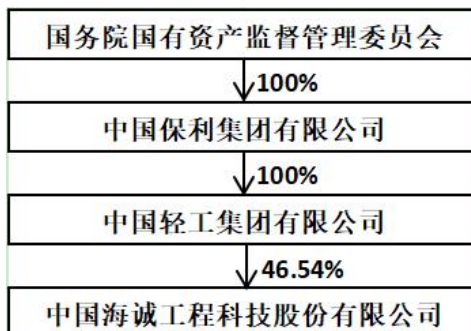 国务院国有资产监督管理委员会
100%
中国保利集团有限公司
100%
中国轻工集团有限公司
46.54%
中国海诚工程科技股份有限公司